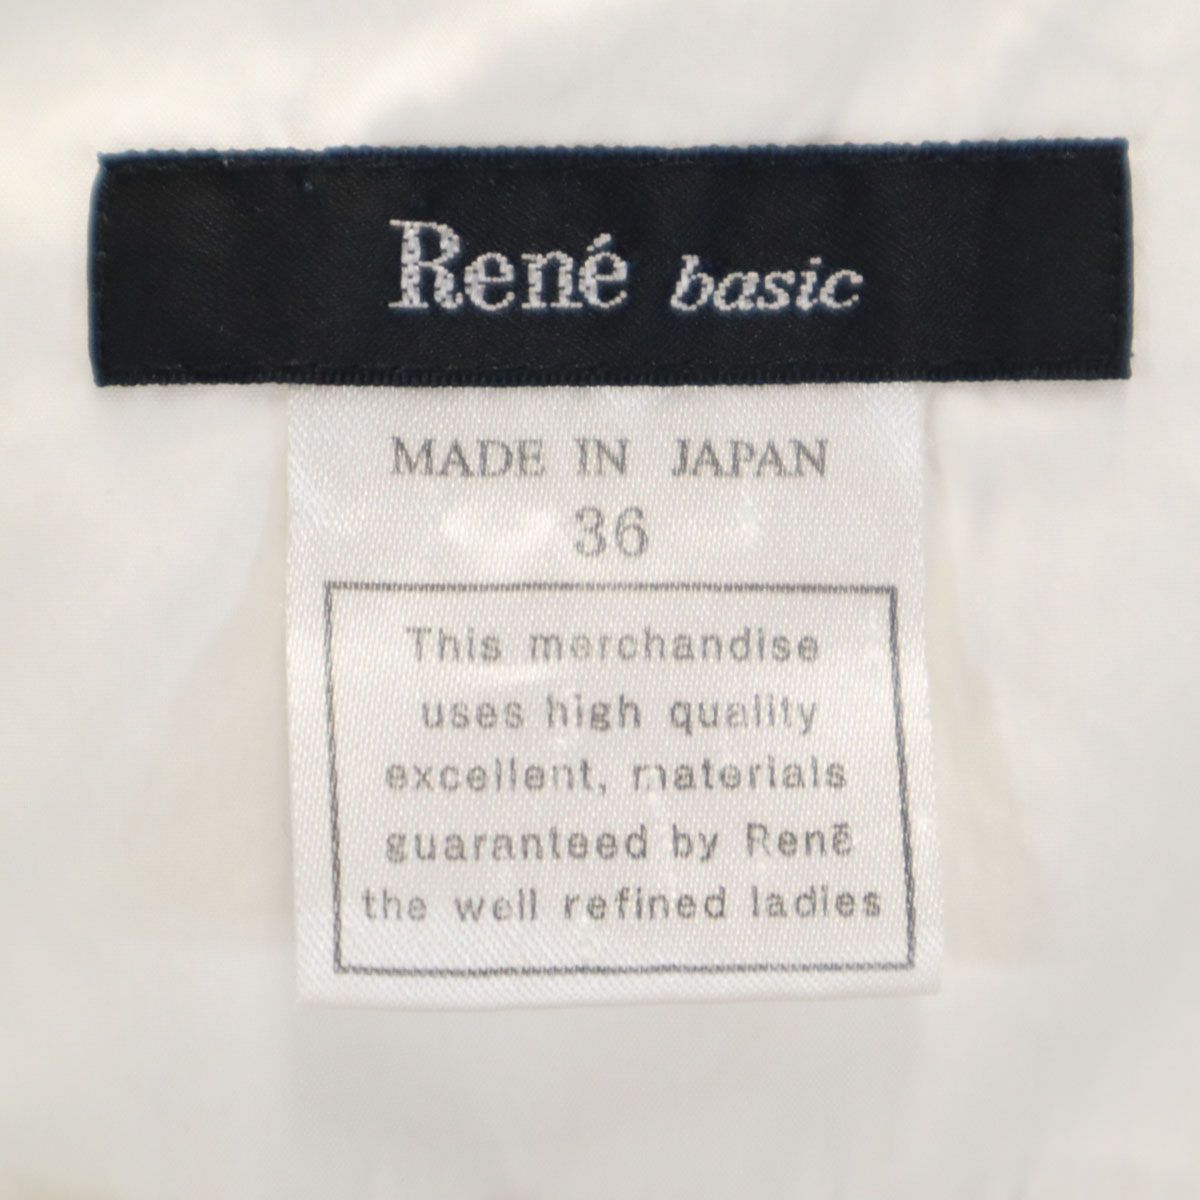 René basic
MADE IN JAPAN
36
This merchandise
uses high quality
excellent, materials
guaranteed by René
the well refined ladies